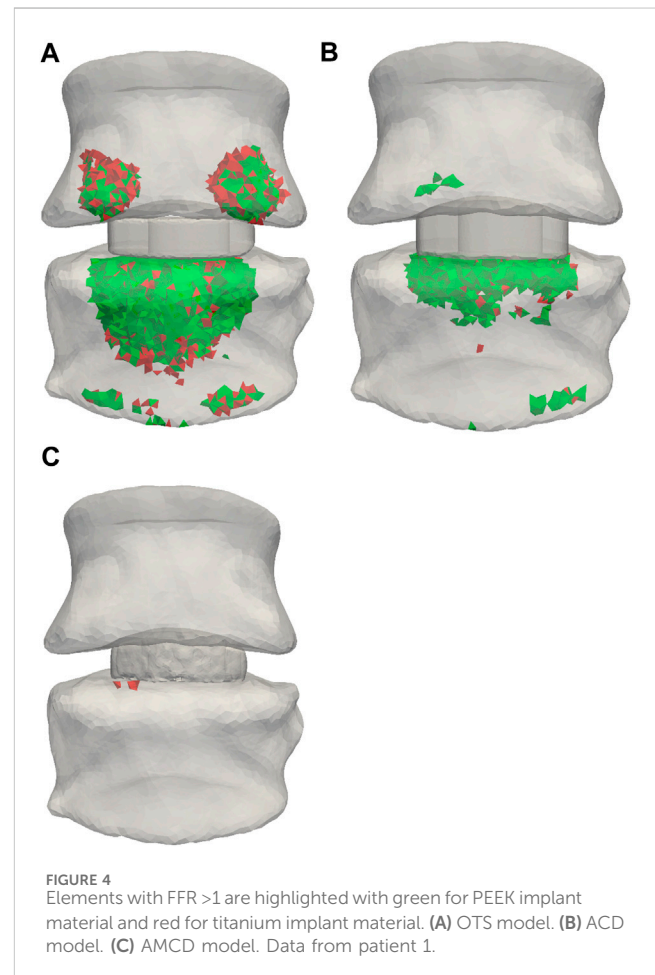 A
B
C
FIGURE 4
Elements with FFR >1 are highlighted with green for PEEK implant
material and red for titanium implant material. (A) OTS model. (B) ACD
model. (C) AMCD model. Data from patient 1.